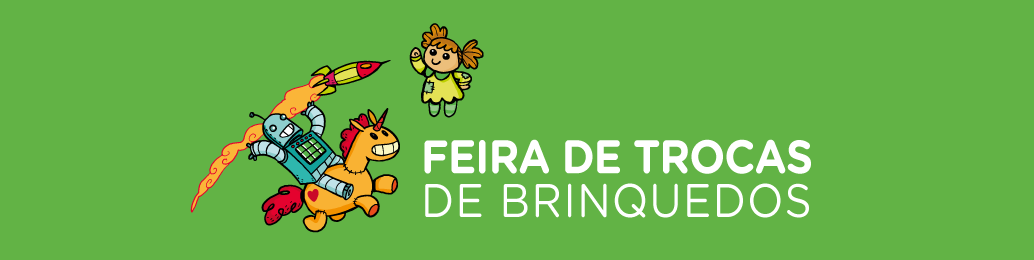 FEIRA DE TROCAS
DE BRINQUEDOS